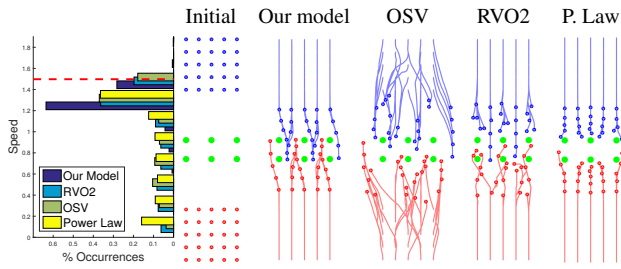 Initial Our model OSV RVO2 P. Law
Speed
1.8
1.6
1.4
1.2
1
0.8
0.6
0.4
0.2
0
Our Model
RVO2
OSV
Power Law
0.6 0.5 0.4 0.3 0.2 0.1 0
% Occurrences